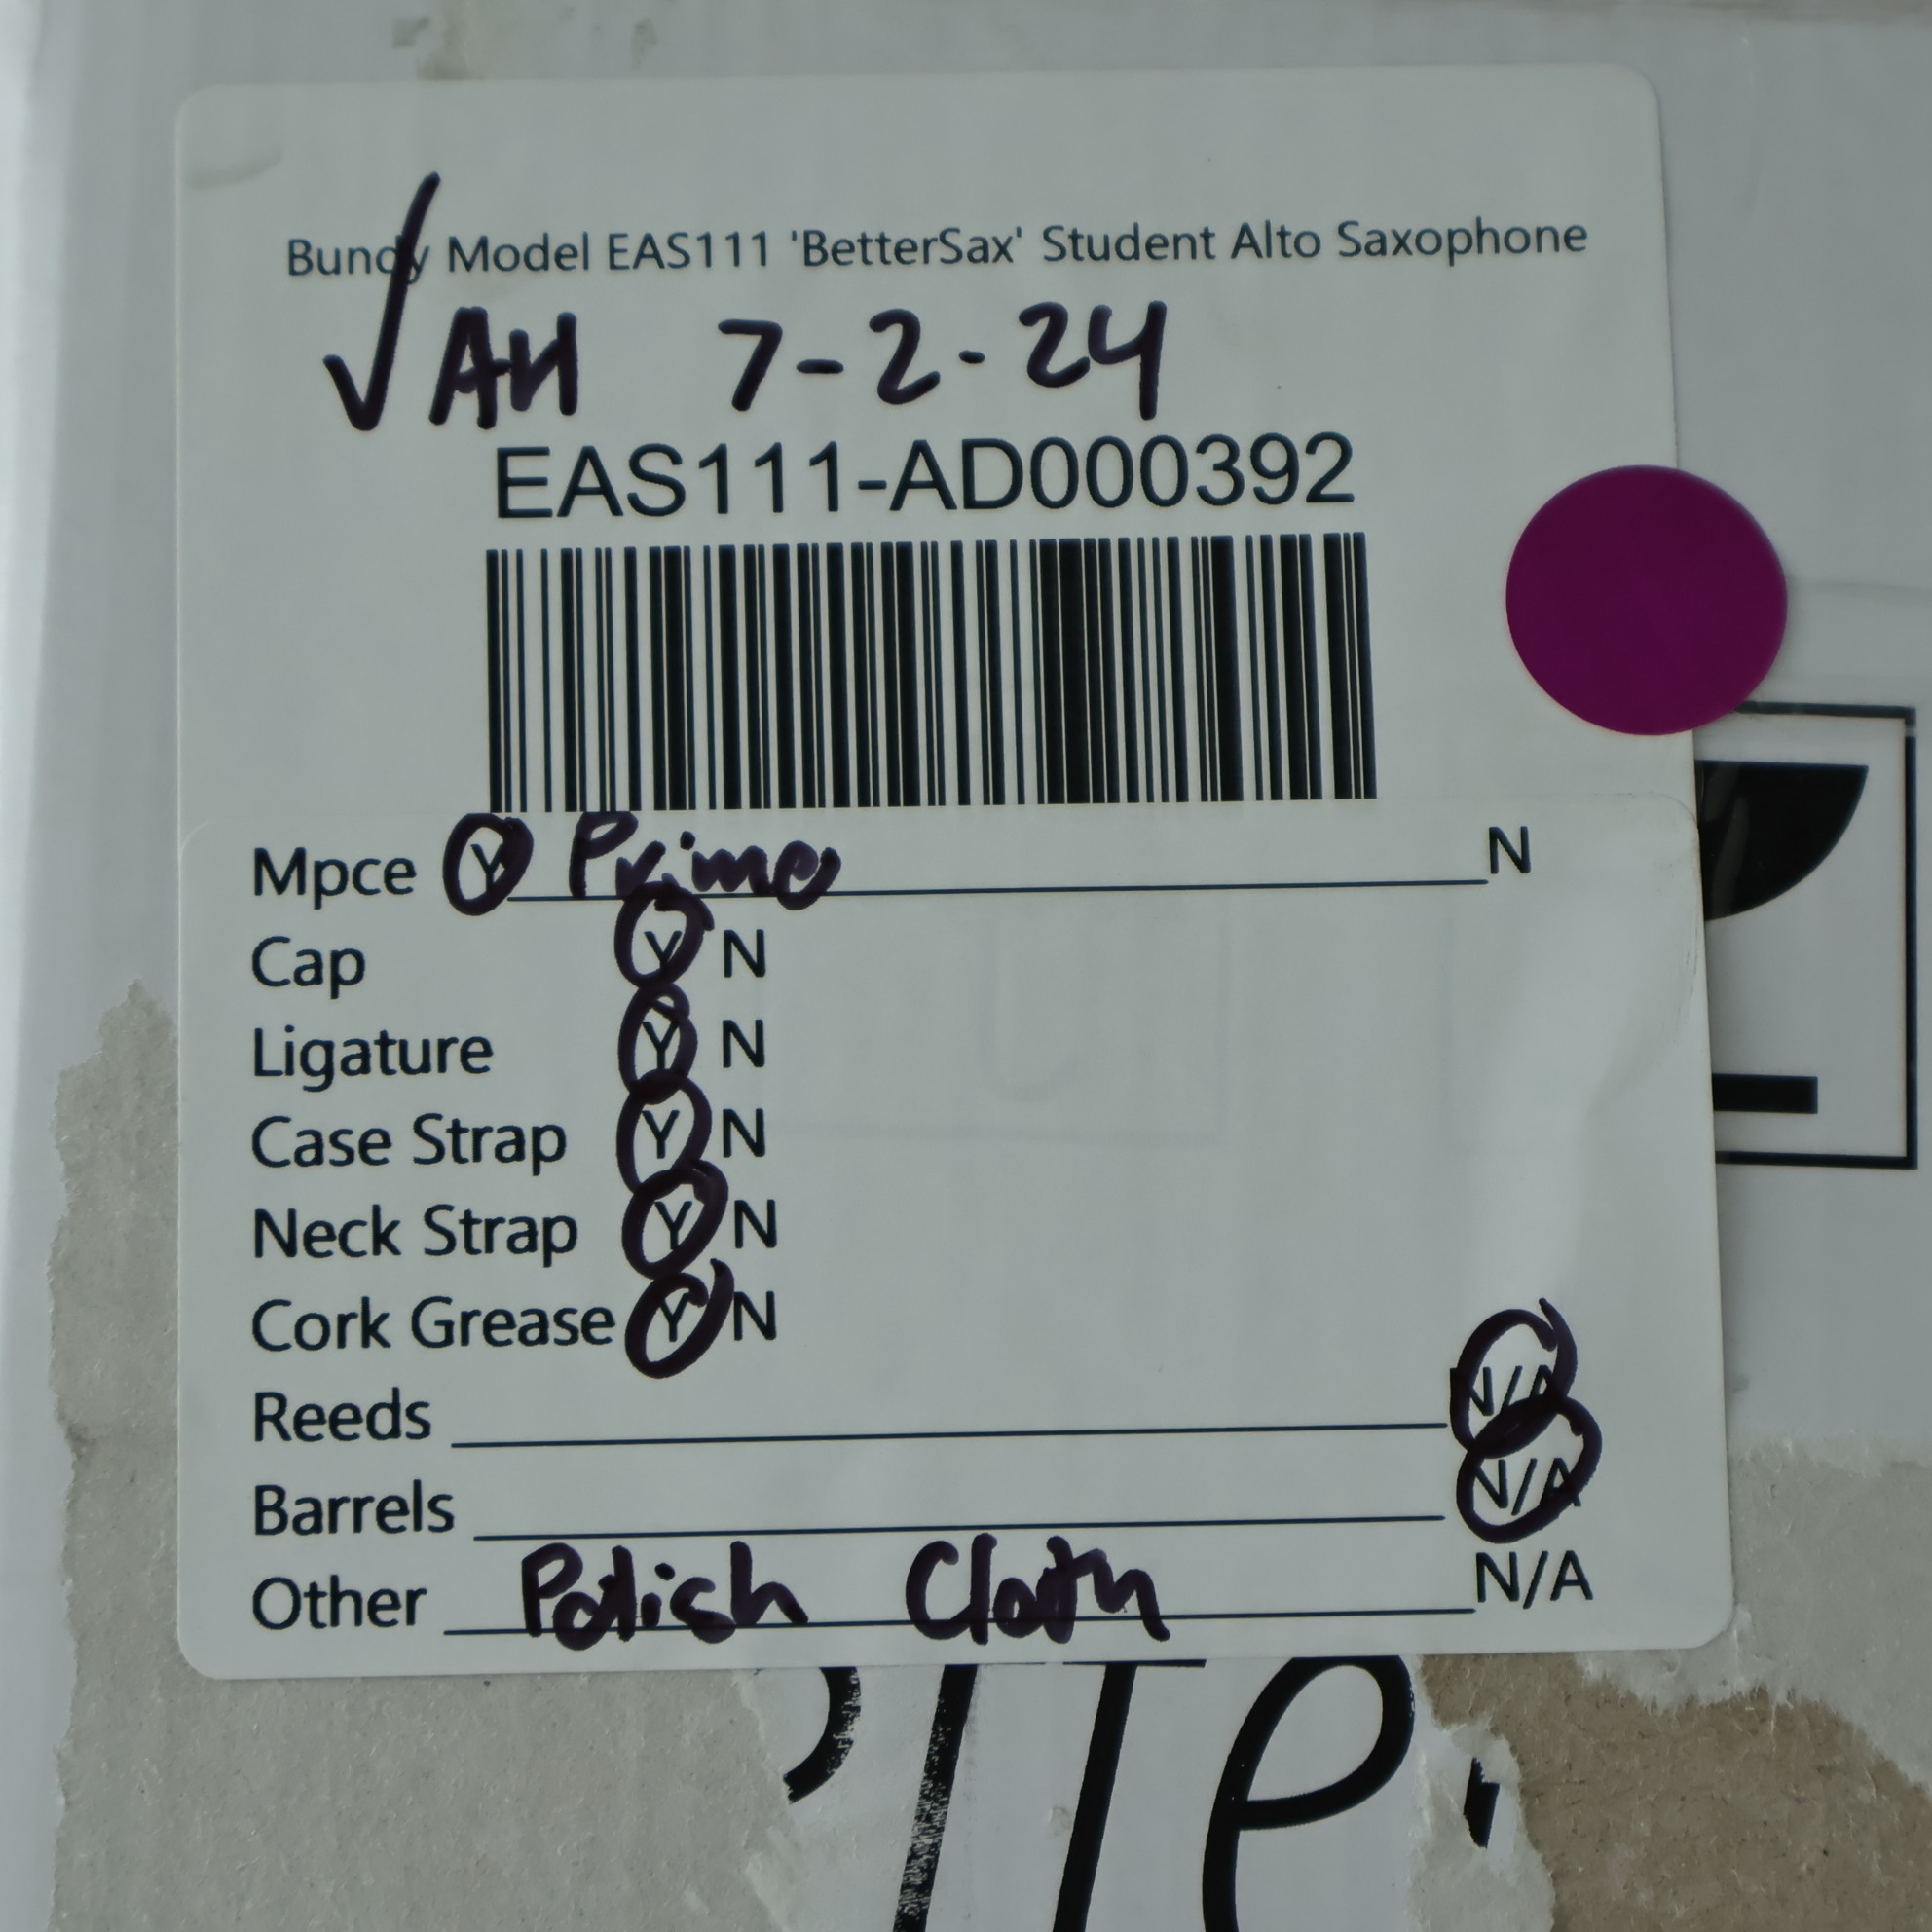 Bundy Model EAS111 'BetterSax' Student Alto Saxophone
√ AH 7-2-24
EAS111-AD000392
Mpce Y Prime N
Cap Y N
Ligature Y N
Case Strap Y N
Neck Strap Y N
Cork Grease Y N
Reeds N/A
Barrels N/A
Other Polish Cloth N/A